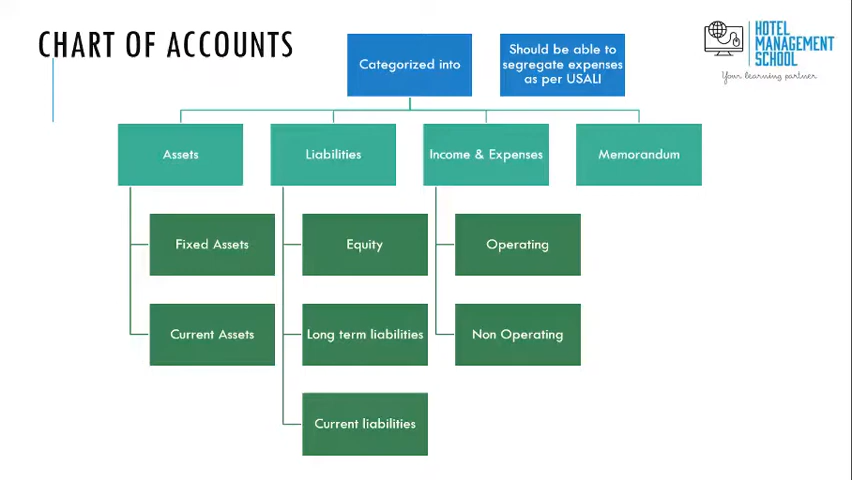 CHART OF ACCOUNTS
Categorized into
Should be able to
segregate expenses
as per USALI
HOTEL
MANAGEMENT
SCHOOL
Your learning partner
Assets
Liabilities
Income & Expenses
Memorandum
Fixed Assets
Equity
Operating
Current Assets
Long term liabilities
Non Operating
Current liabilities